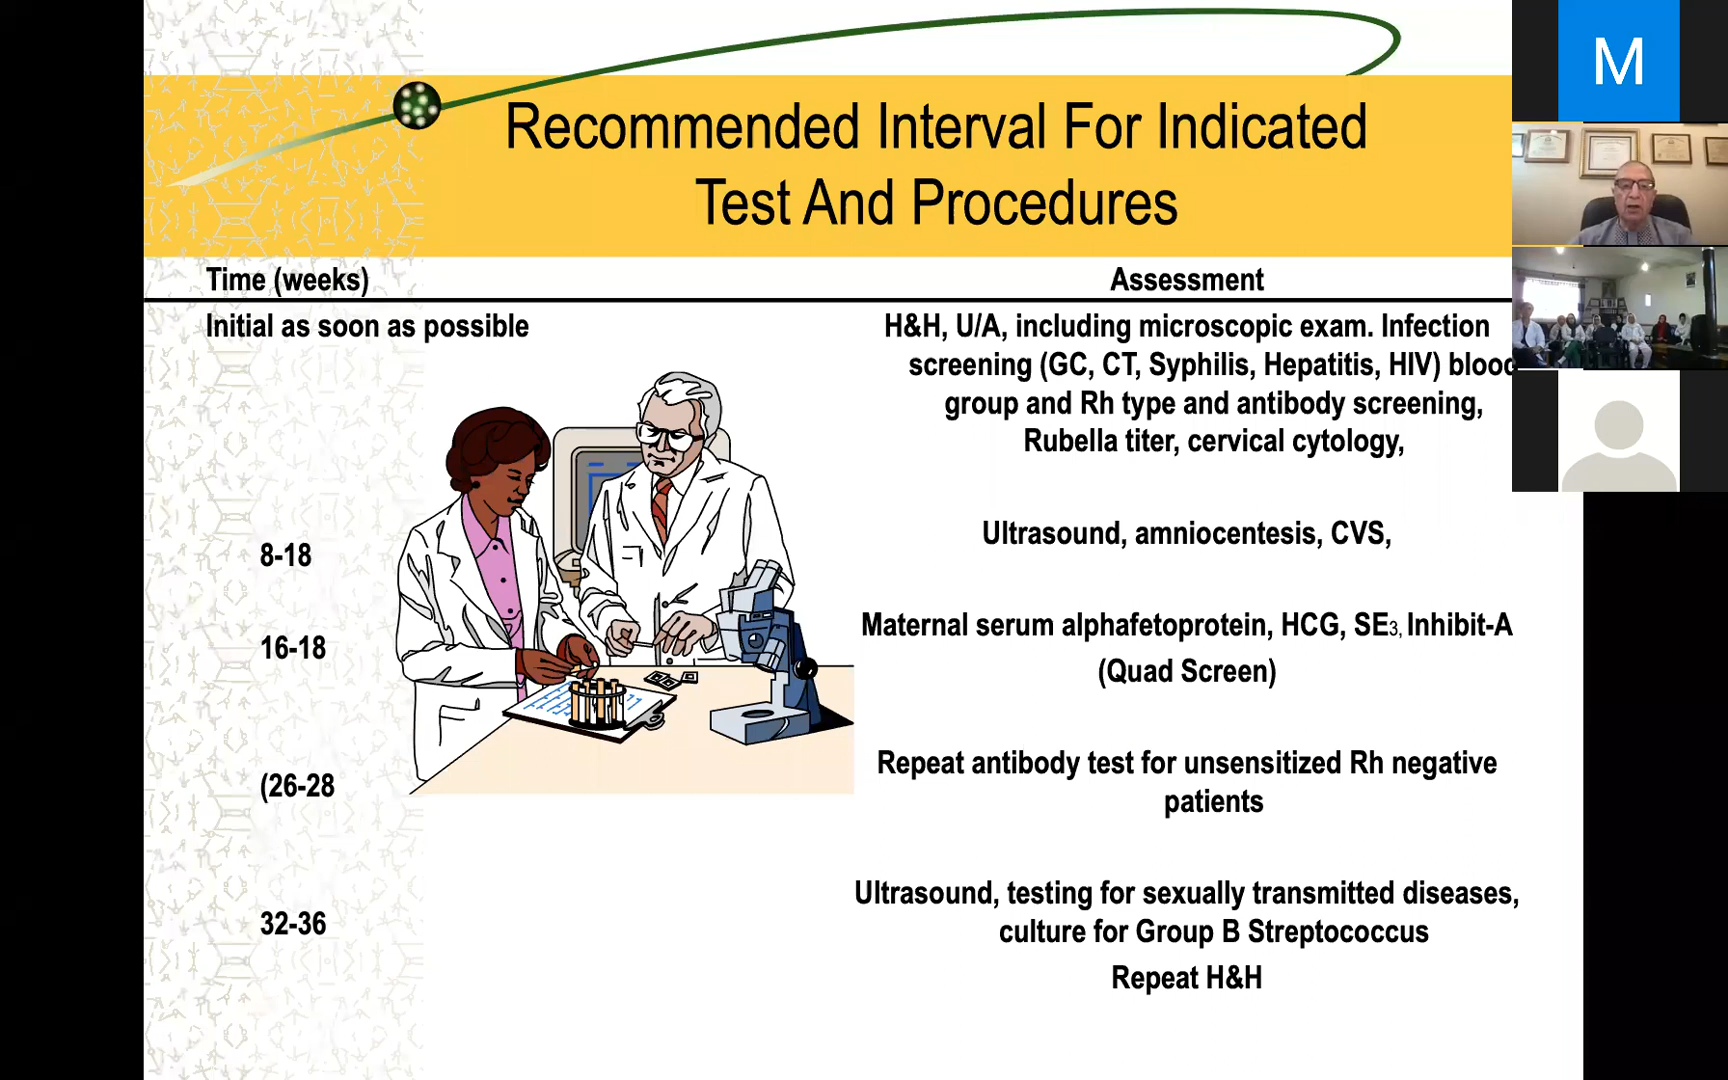 Recommended Interval For Indicated
Test And Procedures
Time (weeks)
Assessment
Initial as soon as possible
H&H, U/A, including microscopic exam. Infection
screening (GC, CT, Syphilis, Hepatitis, HIV) blood
group and Rh type and antibody screening,
Rubella titer, cervical cytology,
8-18
Ultrasound, amniocentesis, CVS,
16-18
Maternal serum alphafetoprotein, HCG, SE3, Inhibit-A
(Quad Screen)
(26-28
Repeat antibody test for unsensitized Rh negative
patients
32-36
Ultrasound, testing for sexually transmitted diseases,
culture for Group B Streptococcus
Repeat H&H
M